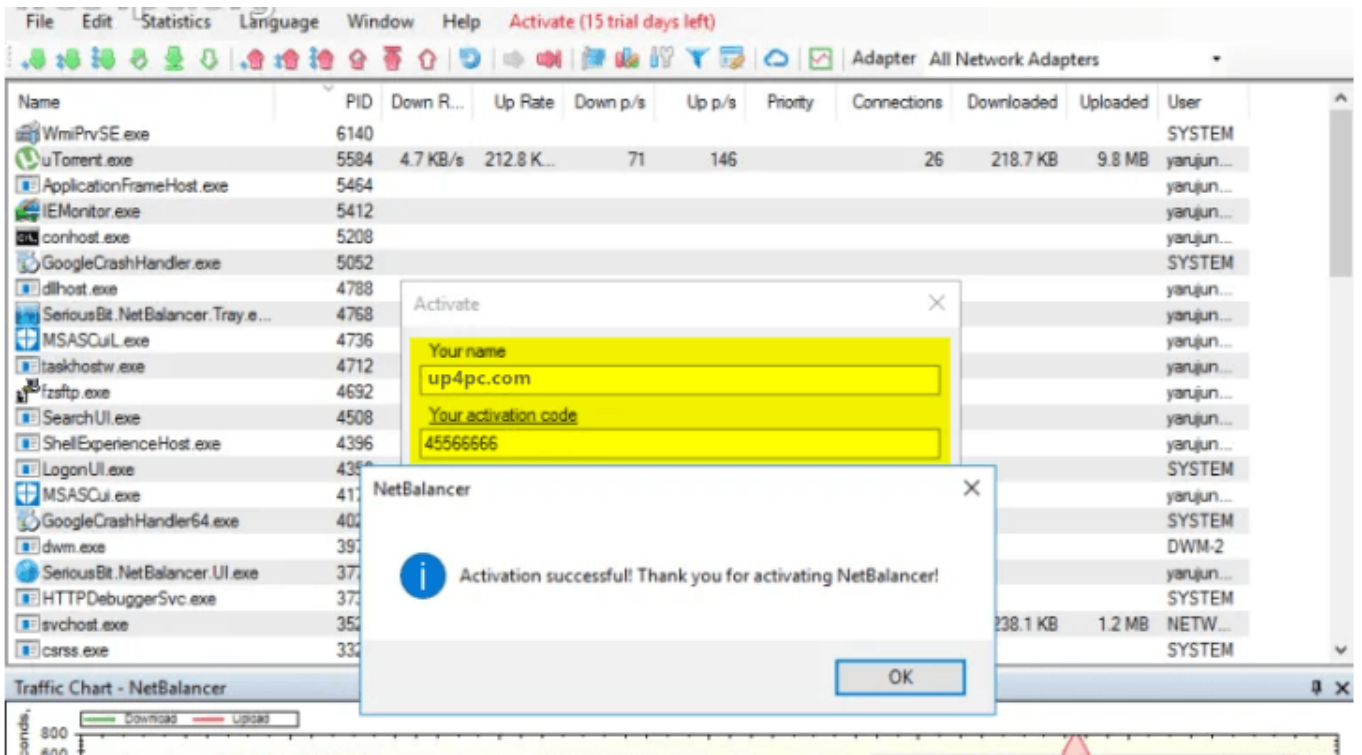 File Edit Statistics Language Window Help Activate (15 trial days left)
Adapter All Network Adapters
Name PID Down R... Up Rate Down p/s Up p/s Priority Connections Downloaded Uploaded User
WmiPrvSE.exe 6140 SYSTEM
uTorrent.exe 5584 4.7 KB/s 212.8 K... 71 146 26 218.7 KB 9.8 MB yarujun...
ApplicationFrameHost.exe 5464 yarujun...
IEMonitor.exe 5412 yarujun...
conhost.exe 5208 yarujun...
GoogleCrashHandler.exe 5052 SYSTEM
dllhost.exe 4788 yarujun...
SeriousBit.NetBalancer.Tray.e... 4768 yarujun...
MSASCuiL.exe 4736 yarujun...
taskhostw.exe 4712 yarujun...
fzsftp.exe 4692 yarujun...
SearchUI.exe 4508 yarujun...
ShellExperienceHost.exe 4396 yarujun...
LogonUI.exe SYSTEM
MSASCui.exe yarujun...
GoogleCrashHandler64.exe SYSTEM
dwm.exe DWM-2
SeriousBit.NetBalancer.UI.exe yarujun...
HTTPDebuggerSvc.exe SYSTEM
svchost.exe 238.1 KB 1.2 MB NETW...
csrss.exe SYSTEM
Activate
Your name
up4pc.com
Your activation code
45566666
NetBalancer
Activation successful! Thank you for activating NetBalancer!
OK
Traffic Chart - NetBalancer
Download Upload
800
600